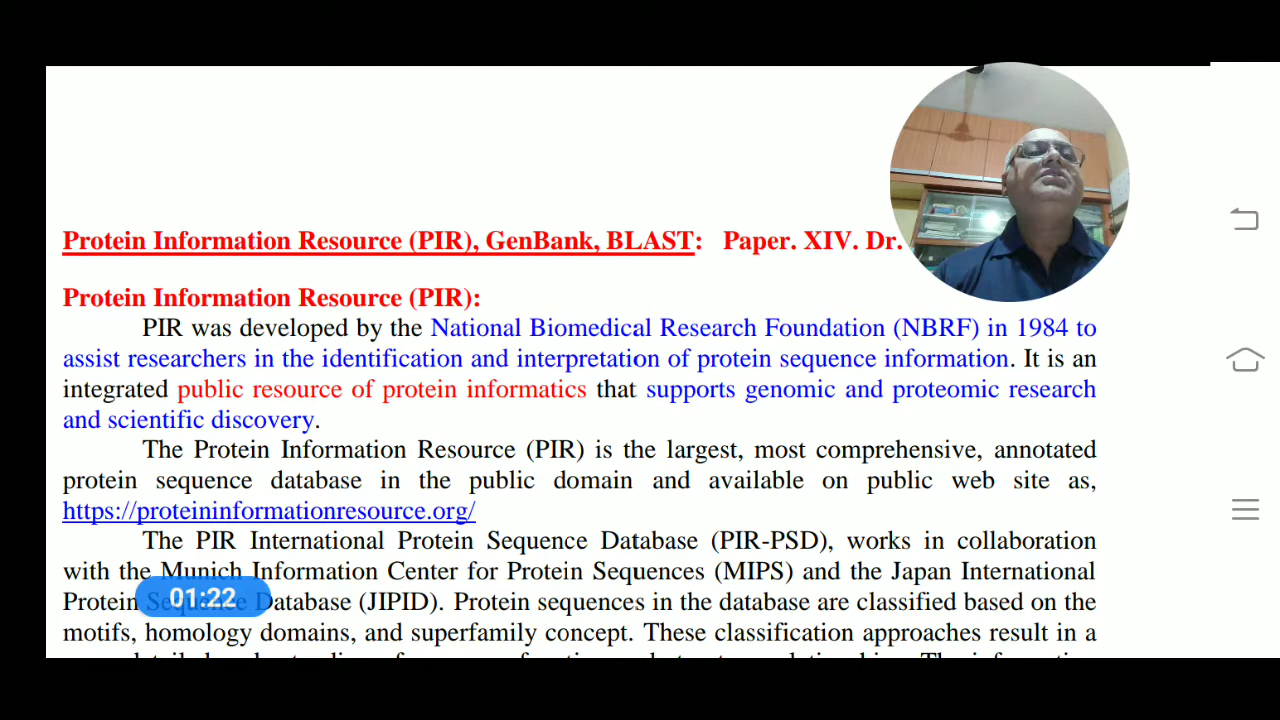 Protein Information Resource (PIR), GenBank, BLAST: Paper. XIV. Dr.
Protein Information Resource (PIR):
PIR was developed by the National Biomedical Research Foundation (NBRF) in 1984 to
assist researchers in the identification and interpretation of protein sequence information. It is an
integrated public resource of protein informatics that supports genomic and proteomic research
and scientific discovery.
The Protein Information Resource (PIR) is the largest, most comprehensive, annotated
protein sequence database in the public domain and available on public web site as,
https://proteininformationresource.org/
The PIR International Protein Sequence Database (PIR-PSD), works in collaboration
with the Munich Information Center for Protein Sequences (MIPS) and the Japan International
Protein Sequence Database (JIPID). Protein sequences in the database are classified based on the
01:22
motifs, homology domains, and superfamily concept. These classification approaches result in a